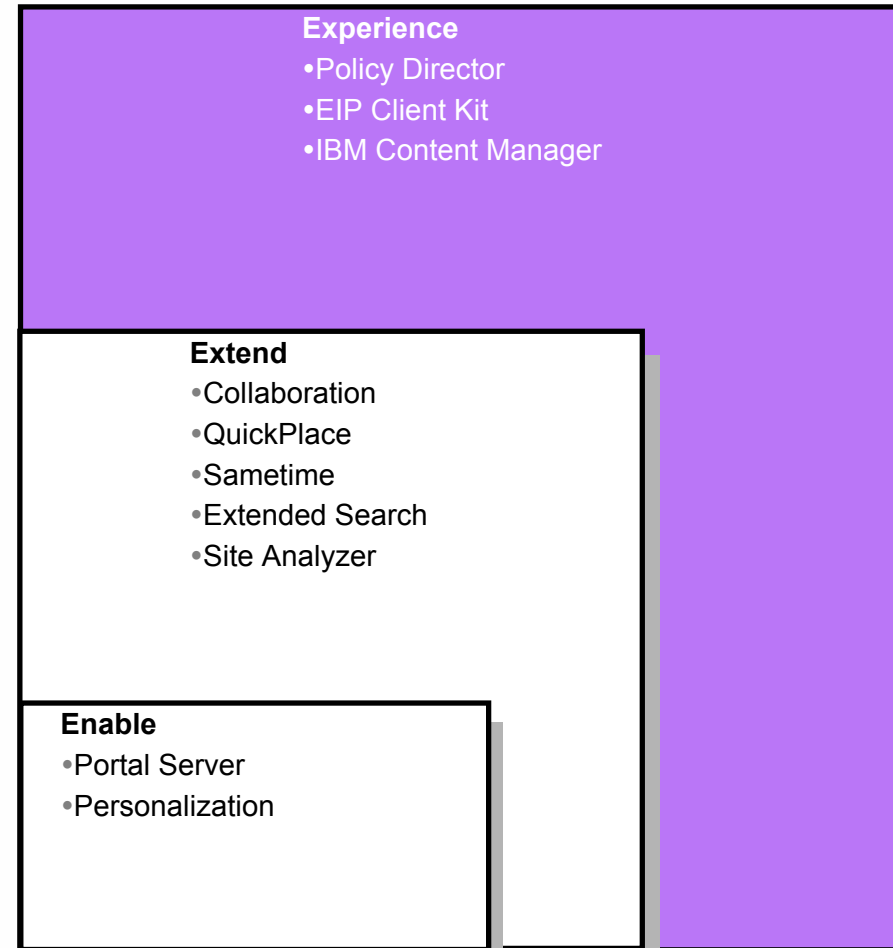 Experience
•Policy Director
•EIP Client Kit
•IBM Content Manager
Extend
•Collaboration
•QuickPlace
•Sametime
•Extended Search
•Site Analyzer
Enable
•Portal Server
•Personalization